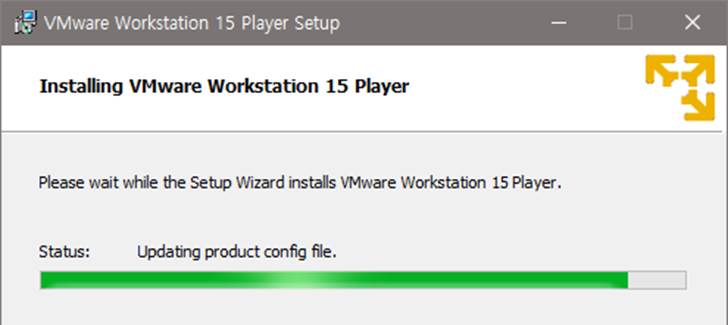 VMware Workstation 15 Player Setup
Installing VMware Workstation 15 Player
Please wait while the Setup Wizard installs VMware Workstation 15 Player.
Status: Updating product config file.